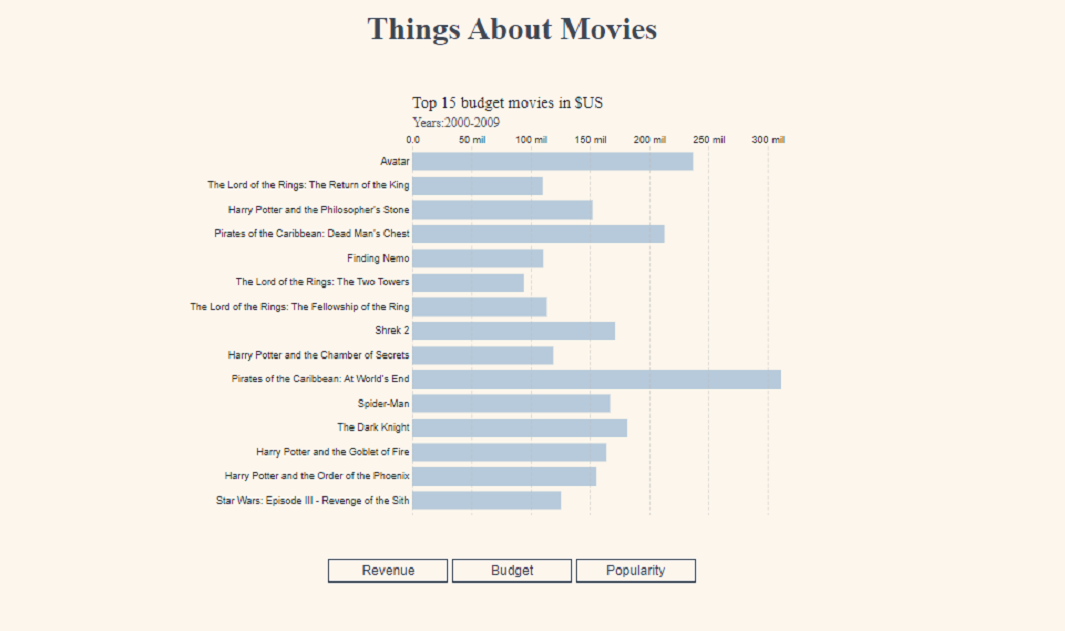 Things About Movies
Top 15 budget movies in $US
Years:2000-2009
0.0 50 mil 100 mil 150 mil 200 mil 250 mil 300 mil
Avatar
The Lord of the Rings: The Return of the King
Harry Potter and the Philosopher's Stone
Pirates of the Caribbean: Dead Man's Chest
Finding Nemo
The Lord of the Rings: The Two Towers
The Lord of the Rings: The Fellowship of the Ring
Shrek 2
Harry Potter and the Chamber of Secrets
Pirates of the Caribbean: At World's End
Spider-Man
The Dark Knight
Harry Potter and the Goblet of Fire
Harry Potter and the Order of the Phoenix
Star Wars: Episode III - Revenge of the Sith
Revenue Budget Popularity